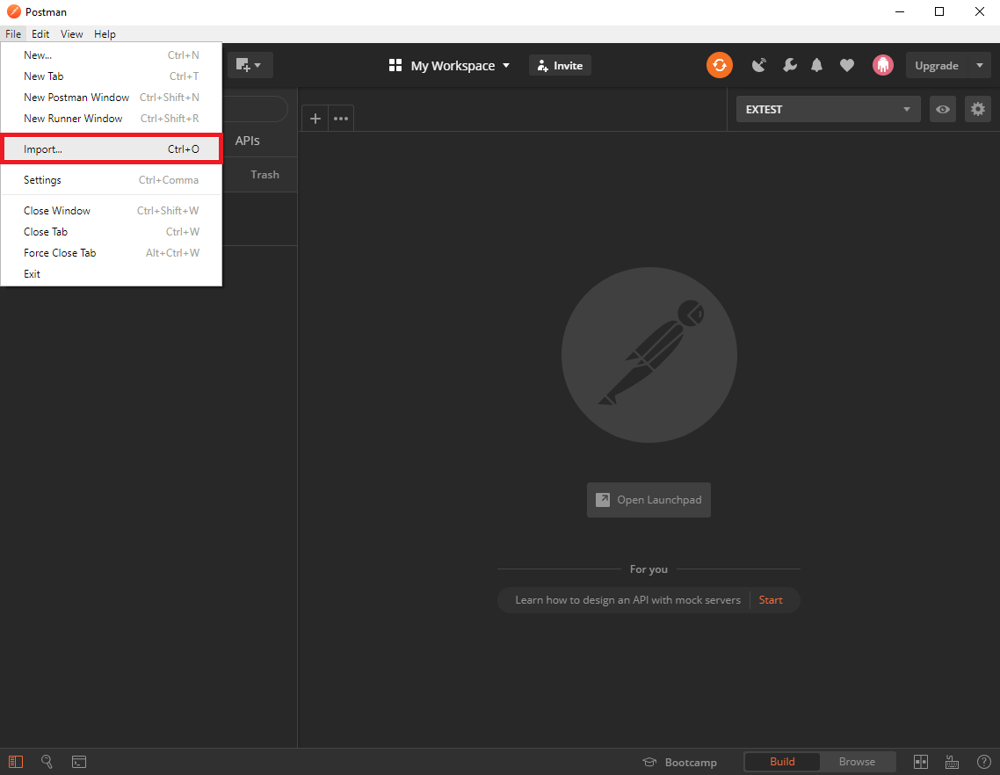 Postman
File Edit View Help
New... Ctrl+N
New Tab Ctrl+T
New Postman Window Ctrl+Shift+N
New Runner Window Ctrl+Shift+R
Import... Ctrl+O
Settings Ctrl+Comma
Close Window Ctrl+Shift+W
Close Tab Ctrl+W
Force Close Tab Alt+Ctrl+W
Exit
My Workspace
Invite
Upgrade
APIs
Trash
EXTEST
Open Launchpad
For you
Learn how to design an API with mock servers Start
Bootcamp
Build Browse